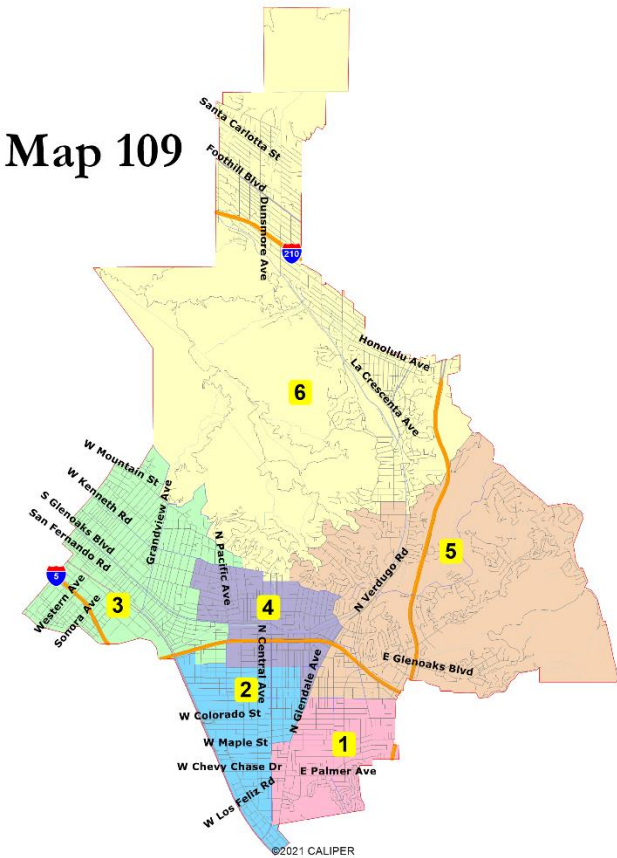 Map 109
Santa Carlotta St
Foothill Blvd
Dunsmore Ave
210
Honolulu Ave
La Crescenta Ave
6
W Mountain St
W Kenneth Rd
Grandview Ave
S Glenoaks Blvd
San Fernando Rd
N Pacific Ave
5
N Verdugo Rd
5
Western Ave
Sonora Ave
3
4
N Central Ave
E Glenoaks Blvd
2
N Glendale Ave
W Colorado St
W Maple St
1
W Chevy Chase Dr
E Palmer Ave
W Los Feliz Rd
©2021 CALIPER